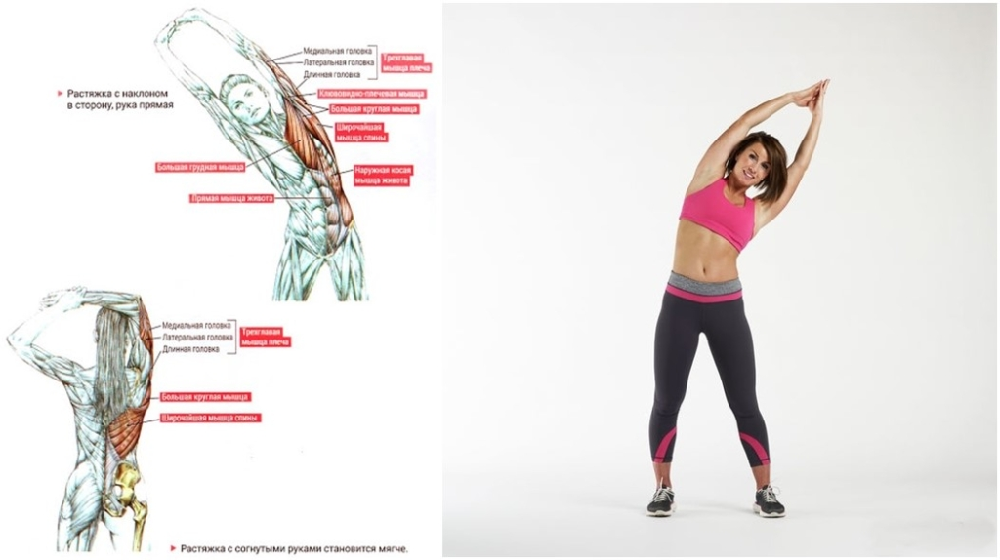 Медиальная головка
Латеральная головка
Длинная головка
Трехглавая
мышца плеча
Растяжка с наклоном
в сторону, рука прямая
Клювовидно-плечевая мышца
Большая круглая мышца
Широчайшая
мышца спины
Большая грудная мышца
Наружная косая
мышца живота
Прямая мышца живота
Медиальная головка
Латеральная головка
Длинная головка
Трехглавая
мышца плеча
Большая круглая мышца
Широчайшая мышца спины
Растяжка с согнутыми руками становится мягче.